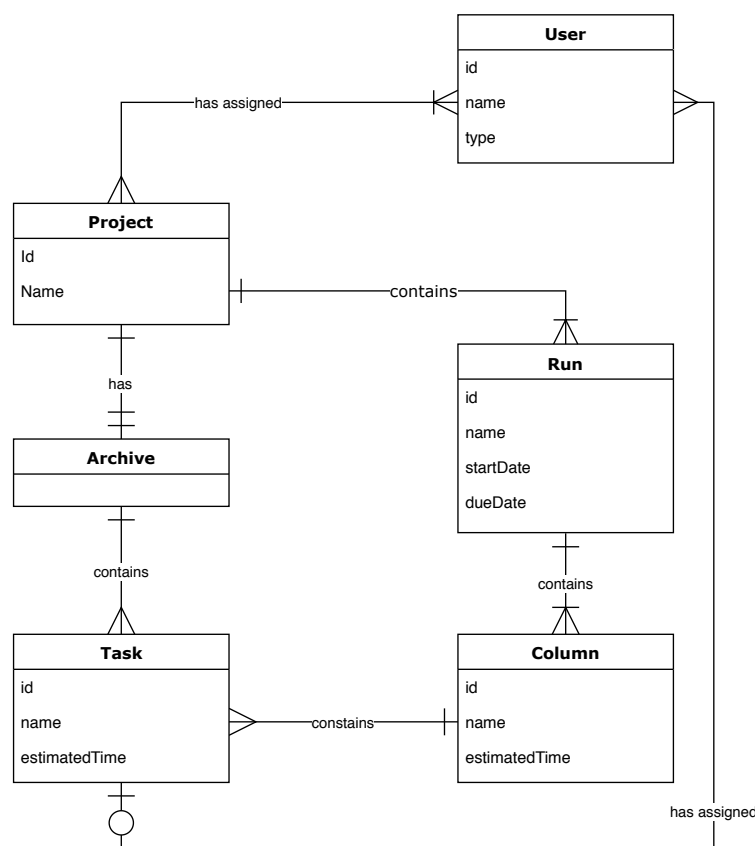 User
id
name
type
has assigned
Project
Id
Name
contains
Run
id
name
startDate
dueDate
has
Archive
contains
contains
Task
id
name
estimatedTime
constains
Column
id
name
estimatedTime
has assigned